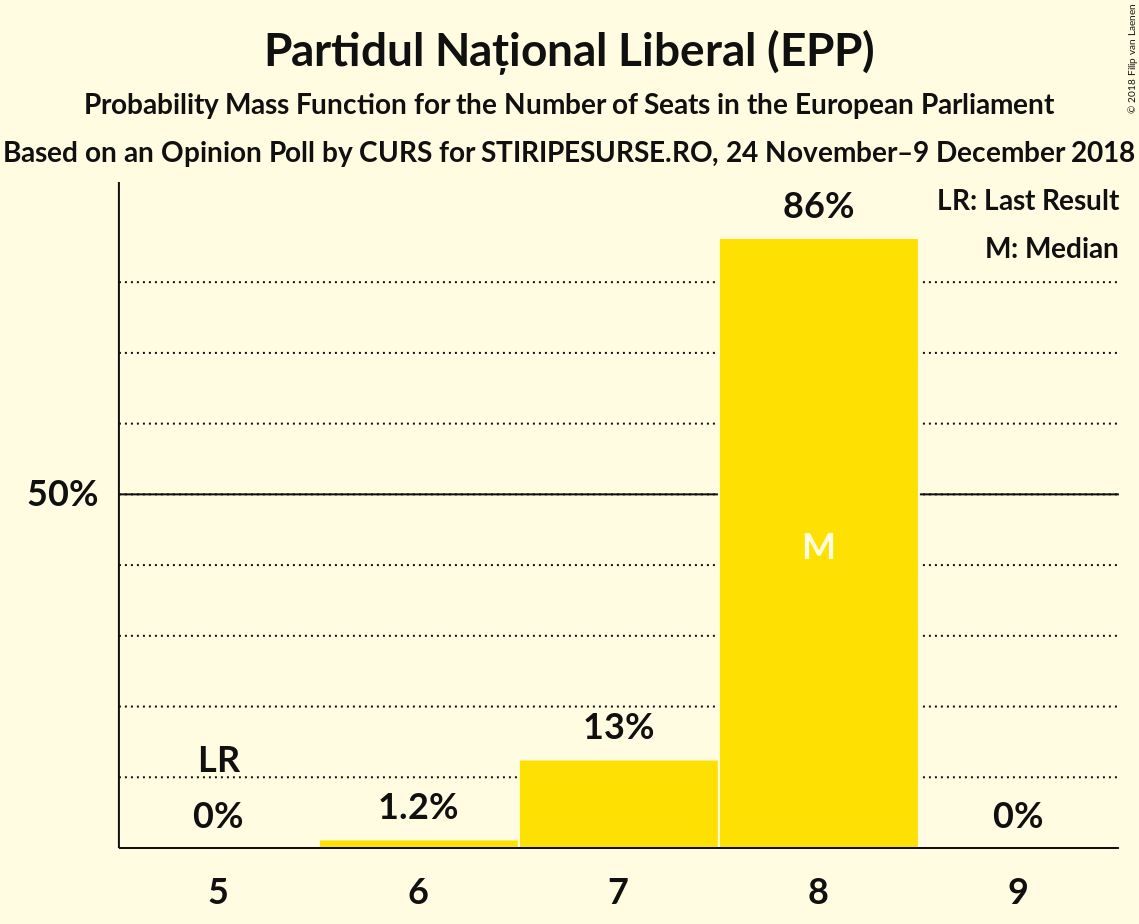 Partidul Național Liberal (EPP)
Probability Mass Function for the Number of Seats in the European Parliament
Based on an Opinion Poll by CURS for STIRIPESURSE.RO, 24 November–9 December 2018
© 2018 Filip van Laenen
LR: Last Result
M: Median
86%
50%
M
13%
LR
0%
1.2%
0%
5
6
7
8
9